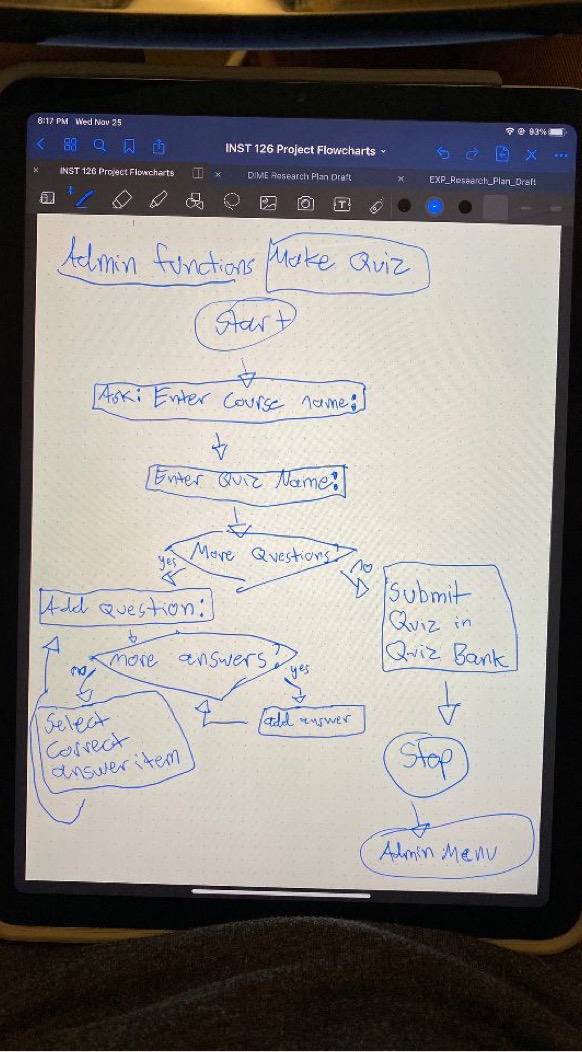 6:17 PM Wed Nov 25
93%
INST 126 Project Flowcharts
INST 126 Project Flowcharts
DIME Research Plan Draft
EXP_Research_Plan_Draft
Admin functions Make Quiz
Start
Ask: Enter Course name:
Enter Quiz Name:
More Questions?
yes
no
Add Question:
Submit
Quiz in
Quiz Bank
more answers?
no
yes
Select
correct
answer item
add answer
Stop
Admin Menu